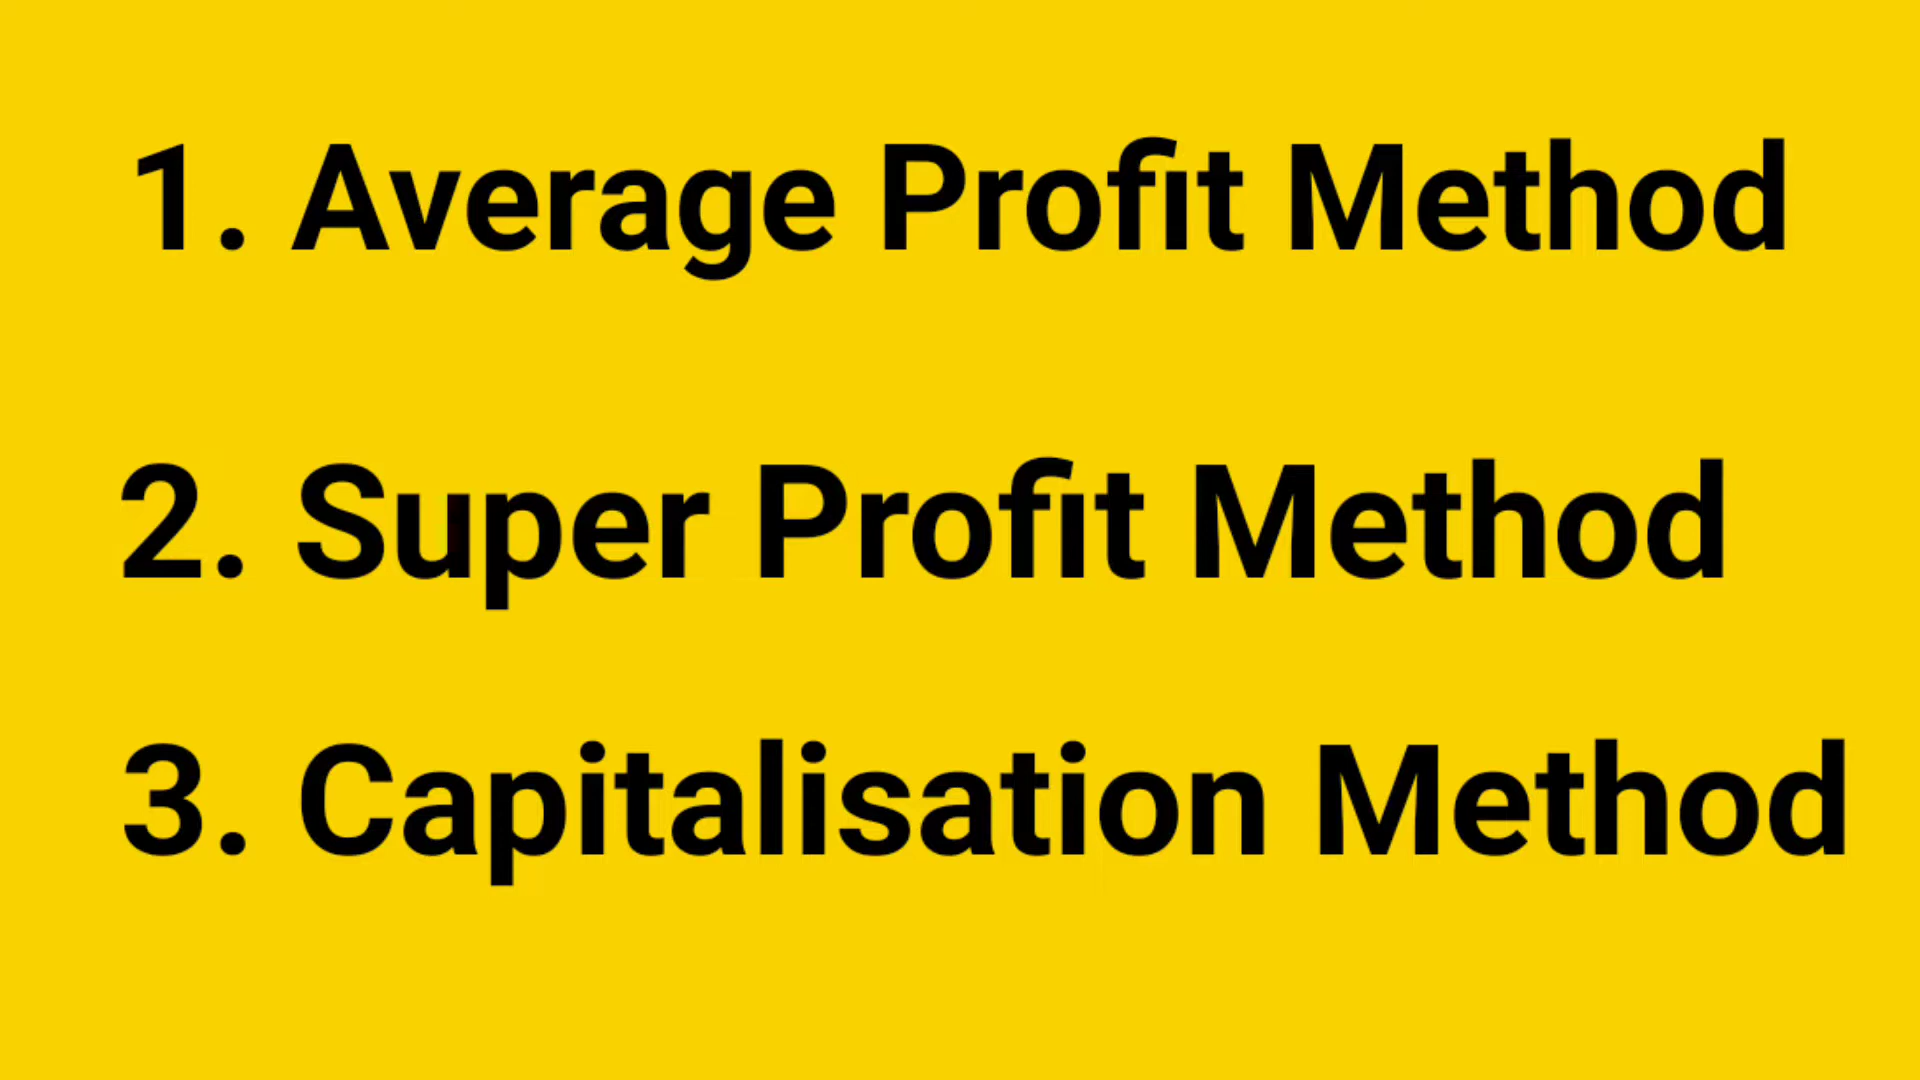 1. Average Profit Method
2. Super Profit Method
3. Capitalisation Method